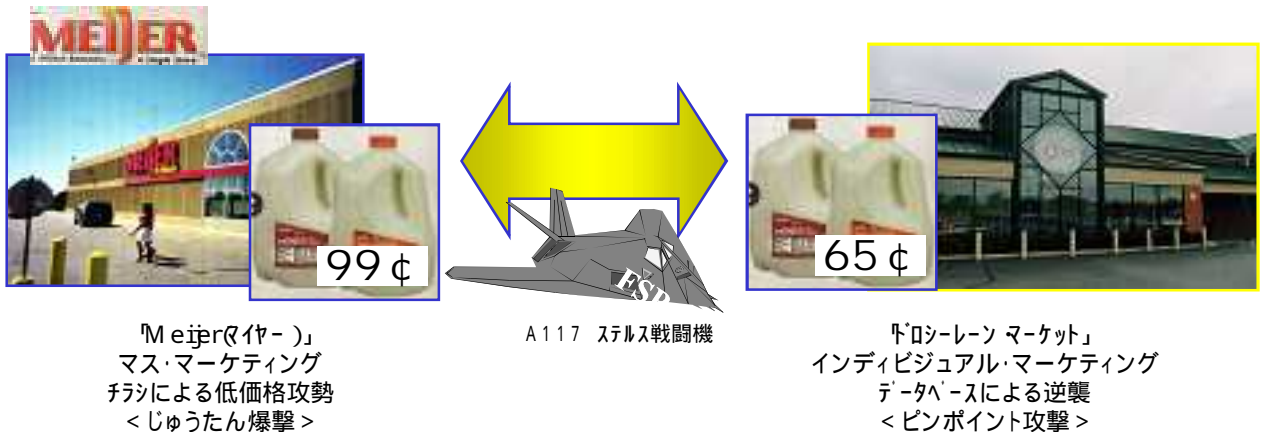 MEIJER
99¢
ESP
65¢
「Meijer(マイヤー)」
マス・マーケティング
チラシによる低価格攻勢
<じゅうたん爆撃>
A117 ステルス戦闘機
「ドロシーレーン マーケット」
インディビジュアル・マーケティング
データベースによる逆襲
<ピンポイント攻撃>